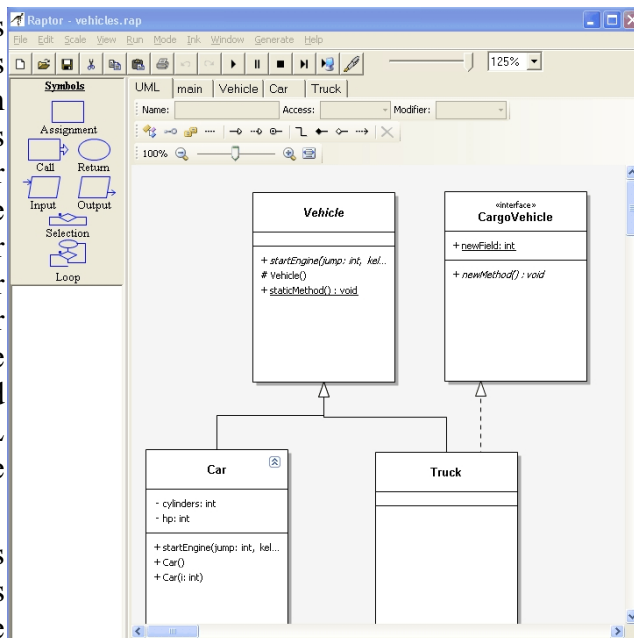 Raptor - vehicles.rap
File Edit Scale View Run Mode Ink Window Generate Help
125%
Symbols
Assignment
Call Return
Input Output
Selection
Loop
UML main Vehicle Car Truck
Name: Access: Modifier:
100%
Vehicle
+ startEngine(jump: int, kel...
# Vehicle()
+ staticMethod() : void
«interface»
CargoVehicle
+ newField: int
+ newMethod() : void
Car
- cylinders: int
- hp: int
+ startEngine(jump: int, kel...
+ Car()
+ Car(i: int)
Truck